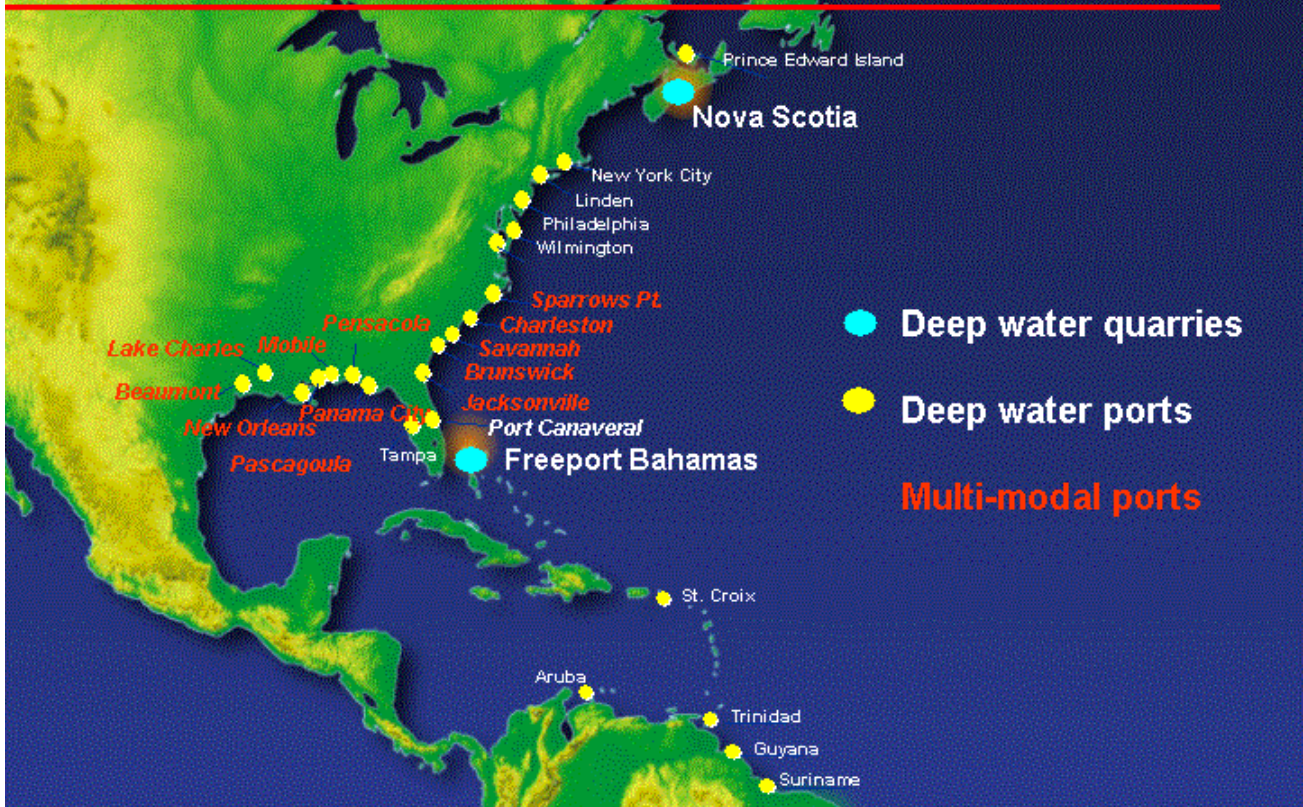 Prince Edward Island
Nova Scotia
New York City
Linden
Philadelphia
Wilmington
Sparrows Pt.
Pensacola
Charleston
Lake Charles
Mobile
Savannah
Brunswick
Beaumont
Jacksonville
New Orleans
Panama City
Port Canaveral
Tampa
Freeport Bahamas
Pascagoula
Deep water quarries
Deep water ports
Multi-modal ports
St. Croix
Aruba
Trinidad
Guyana
Suriname